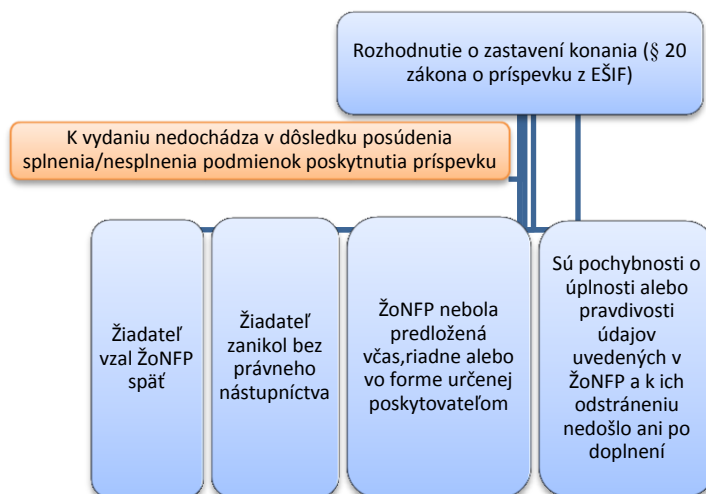 Rozhodnutie o zastavení konania (§ 20
zákona o príspevku z EŠIF)
K vydaniu nedochádza v dôsledku posúdenia
splnenia/nesplnenia podmienok poskytnutia príspevku
Žiadateľ
vzal ŽoNFP
späť
Žiadateľ
zanikol bez
právneho
nástupníctva
ŽoNFP nebola
predložená
včas,riadne alebo
vo forme určenej
poskytovateľom
Sú pochybnosti o
úplnosti alebo
pravdivosti
údajov
uvedených v
ŽoNFP a k ich
odstráneniu
nedošlo ani po
doplnení